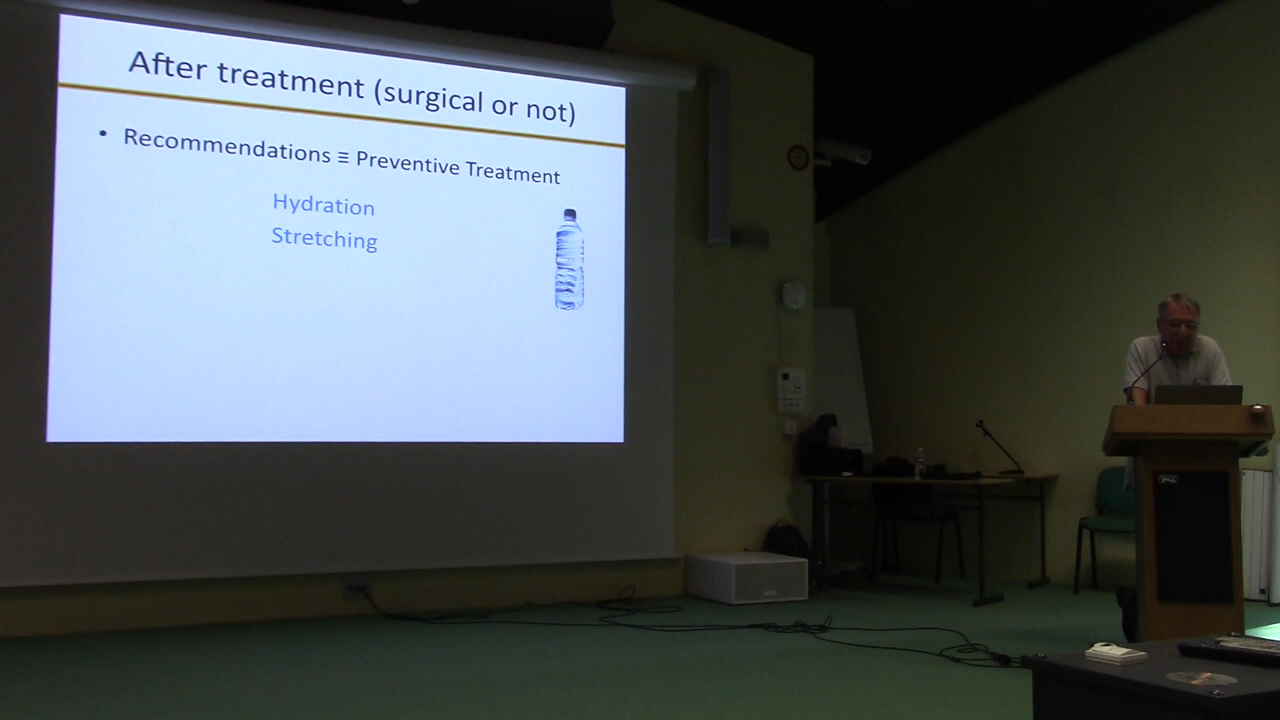 After treatment (surgical or not)
• Recommendations ≡ Preventive Treatment
Hydration
Stretching